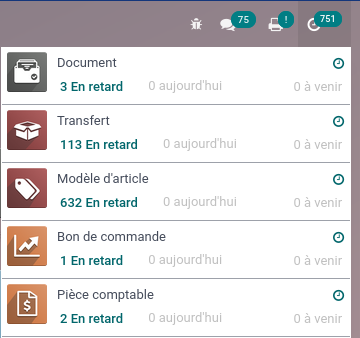 75 ! 751
Document
3 En retard 0 aujourd'hui 0 à venir
Transfert
113 En retard 0 aujourd'hui 0 à venir
Modèle d'article
632 En retard 0 aujourd'hui 0 à venir
Bon de commande
1 En retard 0 aujourd'hui 0 à venir
Pièce comptable
2 En retard 0 aujourd'hui 0 à venir